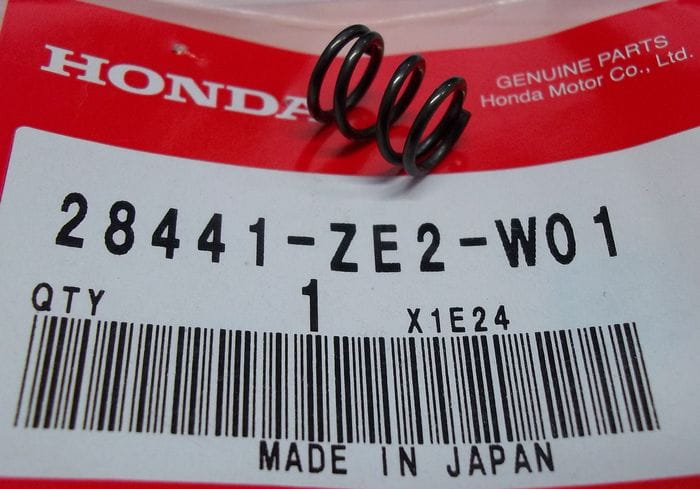 HONDA
GENUINE PARTS
Honda Motor Co., Ltd.
28441-ZE2-W01
QTY 1 X1E24
MADE IN JAPAN